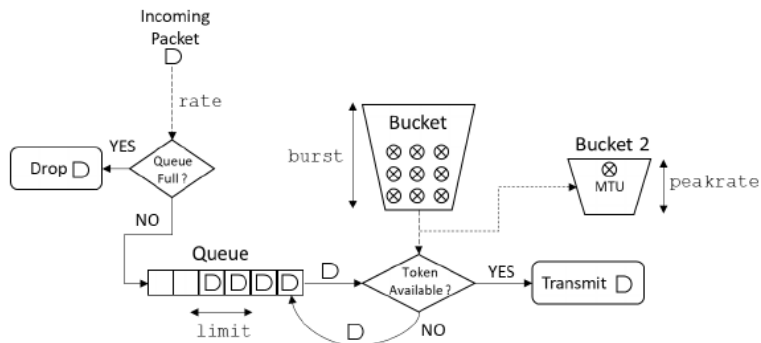 Incoming
Packet
rate
YES
Drop
Queue
Full ?
NO
Queue
limit
burst
Bucket
Bucket 2
MTU
peakrate
Token
Available ?
YES
Transmit
NO